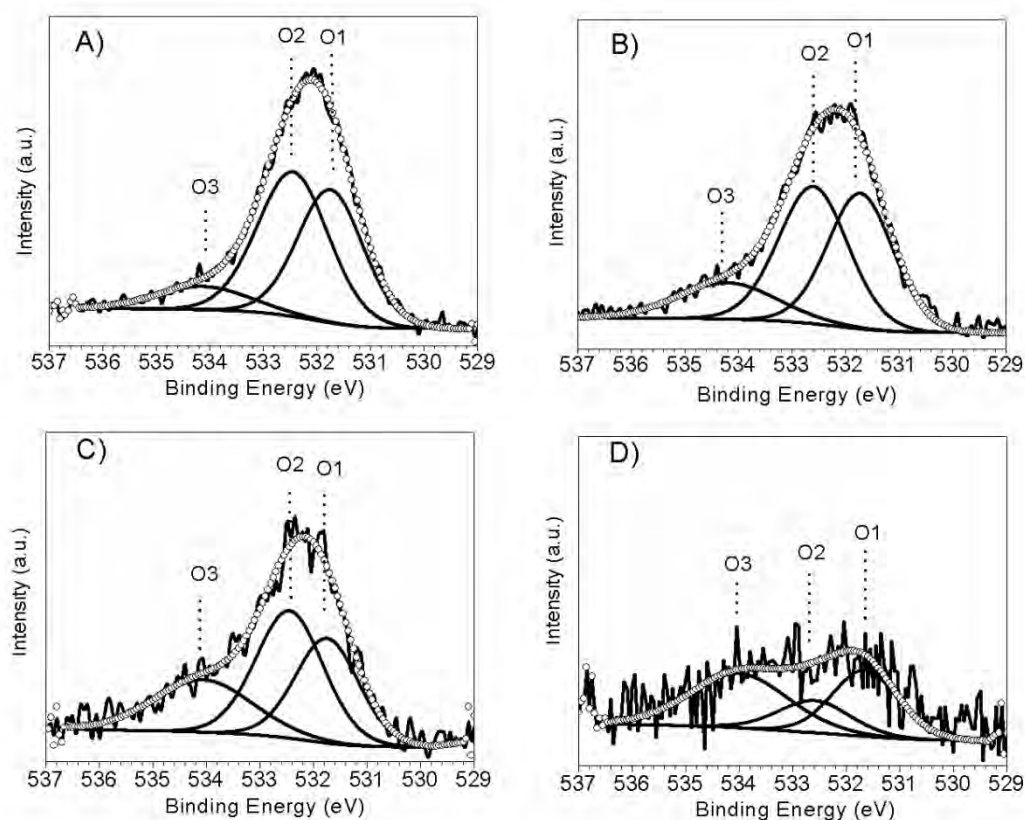 A)
O2 O1
O3
Intensity (a.u.)
537 536 535 534 533 532 531 530 529
Binding Energy (eV)
B)
O2 O1
O3
Intensity (a.u.)
537 536 535 534 533 532 531 530 529
Binding Energy (eV)
C)
O2 O1
O3
Intensity (a.u.)
537 536 535 534 533 532 531 530 529
Binding Energy (eV)
D)
O3 O2 O1
Intensity (a.u.)
537 536 535 534 533 532 531 530 529
Binding Energy (eV)